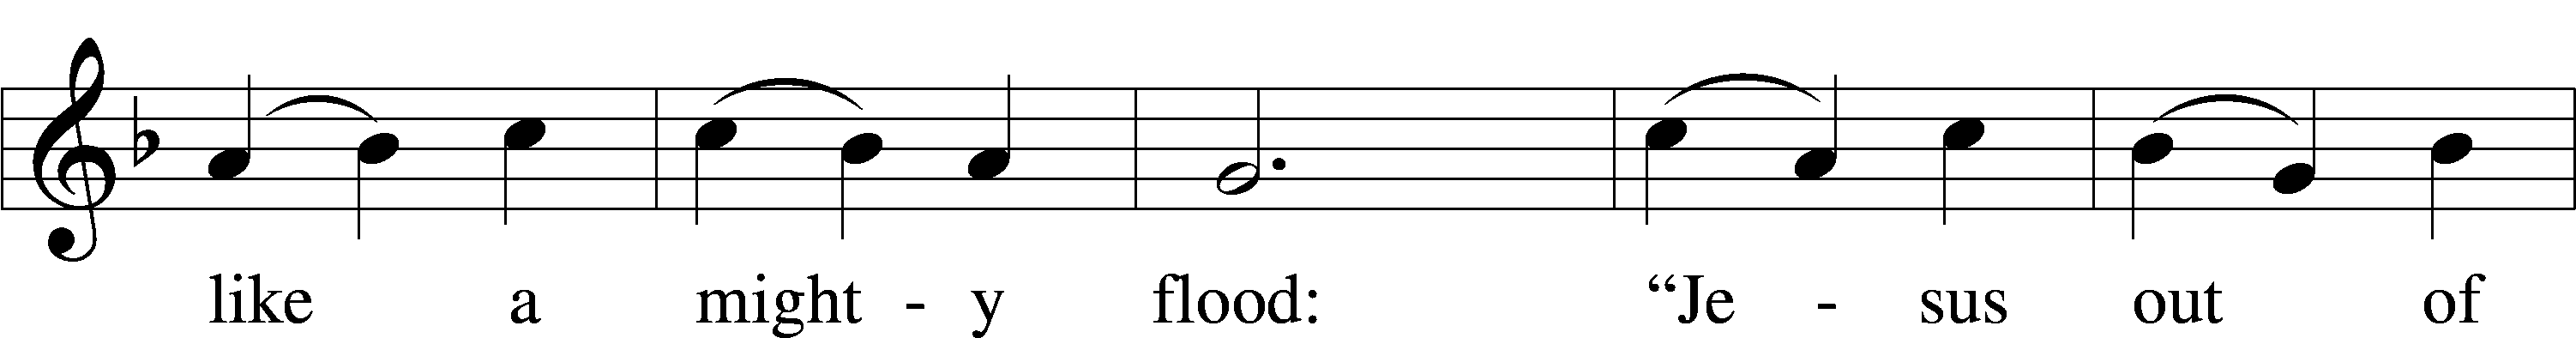 like a might - y flood: “Je - sus out of